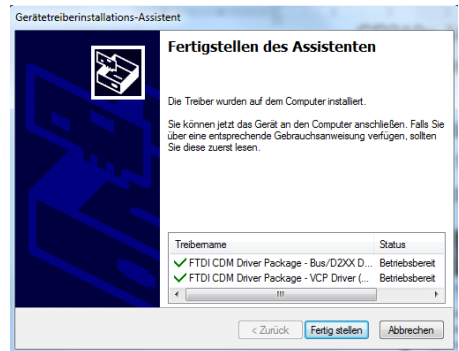 Gerätetreiberinstallations-Assistent
Fertigstellen des Assistenten
Die Treiber wurden auf dem Computer installiert.
Sie können jetzt das Gerät an den Computer anschließen. Falls Sie
über eine entsprechende Gebrauchsanweisung verfügen, sollten
Sie diese zuerst lesen.
Treibername Status
FTDI CDM Driver Package - Bus/D2XX D... Betriebsbereit
FTDI CDM Driver Package - VCP Driver (... Betriebsbereit
< Zurück Fertig stellen Abbrechen